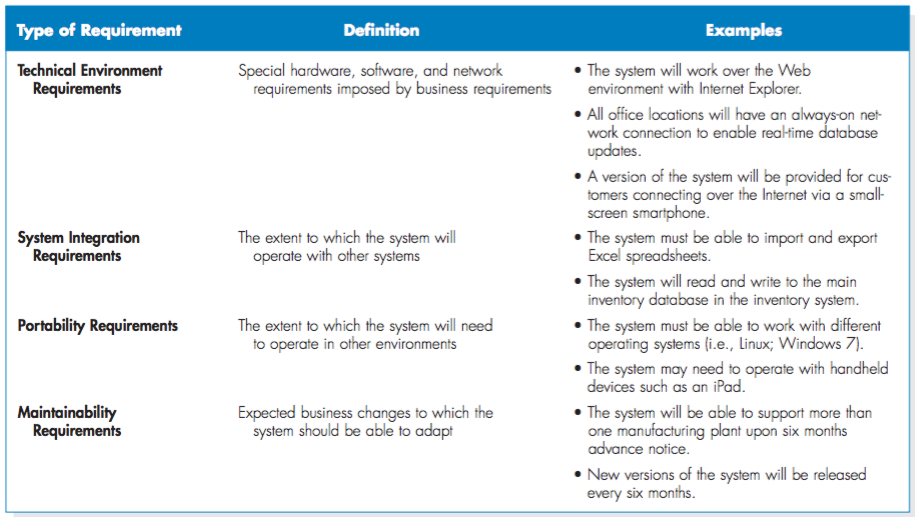 Type of Requirement
Definition
Examples
Technical Environment
Requirements
Special hardware, software, and network
requirements imposed by business requirements
• The system will work over the Web
environment with Internet Explorer.
• All office locations will have an always-on net-
work connection to enable real-time database
updates.
• A version of the system will be provided for cus-
tomers connecting over the Internet via a small-
screen smartphone.
System Integration
Requirements
The extent to which the system will
operate with other systems
• The system must be able to import and export
Excel spreadsheets.
• The system will read and write to the main
inventory database in the inventory system.
Portability Requirements
The extent to which the system will need
to operate in other environments
• The system must be able to work with different
operating systems (i.e., Linux; Windows 7).
• The system may need to operate with handheld
devices such as an iPad.
Maintainability
Requirements
Expected business changes to which the
system should be able to adapt
• The system will be able to support more than
one manufacturing plant upon six months
advance notice.
• New versions of the system will be released
every six months.